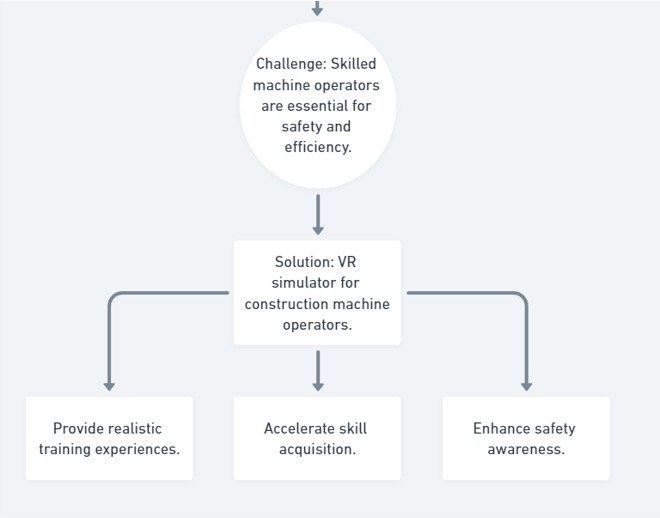 Challenge: Skilled
machine operators
are essential for
safety and
efficiency.
Solution: VR
simulator for
construction machine
operators.
Provide realistic
training experiences.
Accelerate skill
acquisition.
Enhance safety
awareness.